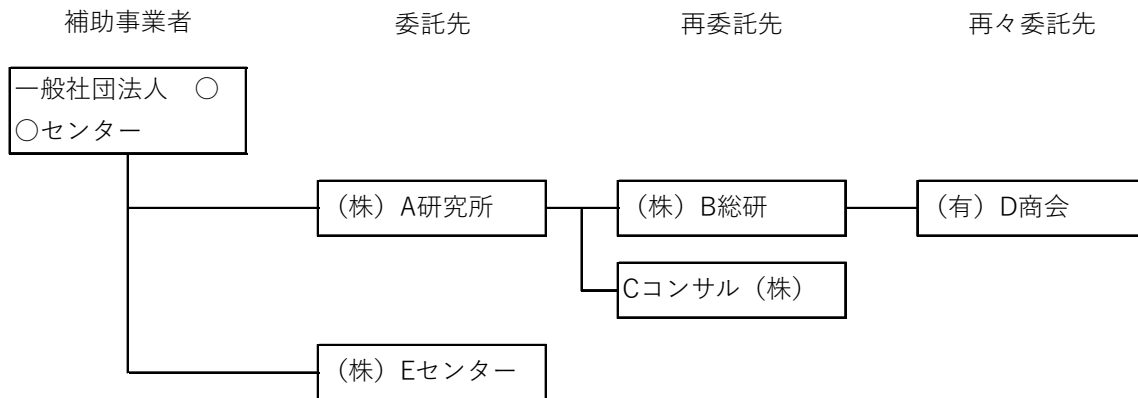 補助事業者 委託先 再委託先 再々委託先
一般社団法人　○
○センター
（株）A研究所 （株）B総研 （有）D商会
Cコンサル（株）
（株）Eセンター